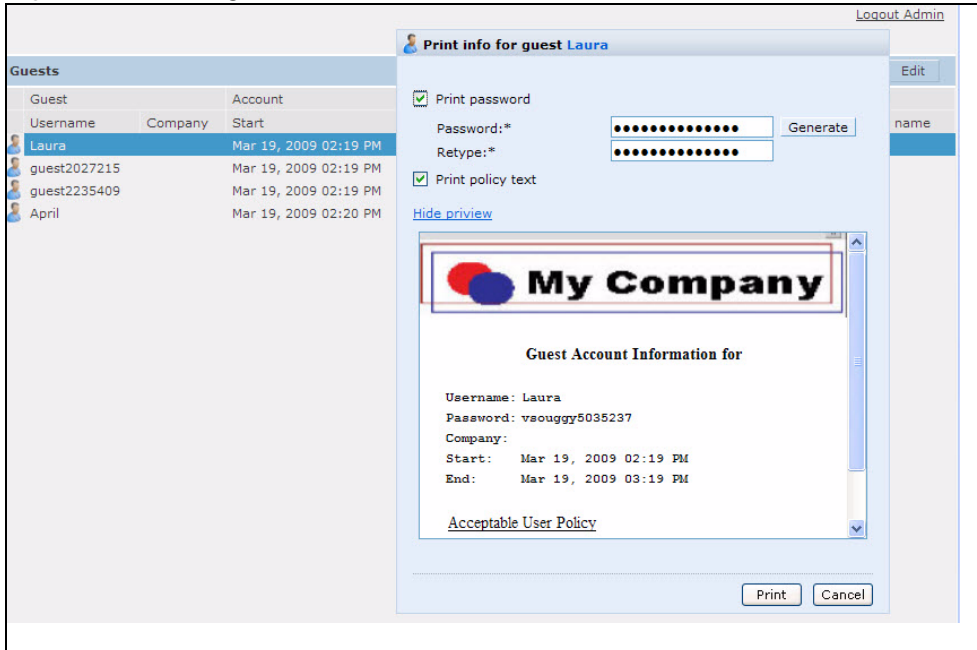 Logout Admin
Print info for guest Laura
Guests
Edit
Guest Account
Username Company Start
name
Laura Mar 19, 2009 02:19 PM
guest2027215 Mar 19, 2009 02:19 PM
guest2235409 Mar 19, 2009 02:19 PM
April Mar 19, 2009 02:20 PM
Print password
Password:* ●●●●●●●●●●●●●● Generate
Retype:* ●●●●●●●●●●●●●●
Print policy text
Hide priview
My Company
Guest Account Information for
Username: Laura
Password: vsouggy5035237
Company:
Start: Mar 19, 2009 02:19 PM
End: Mar 19, 2009 03:19 PM
Acceptable User Policy
Print Cancel